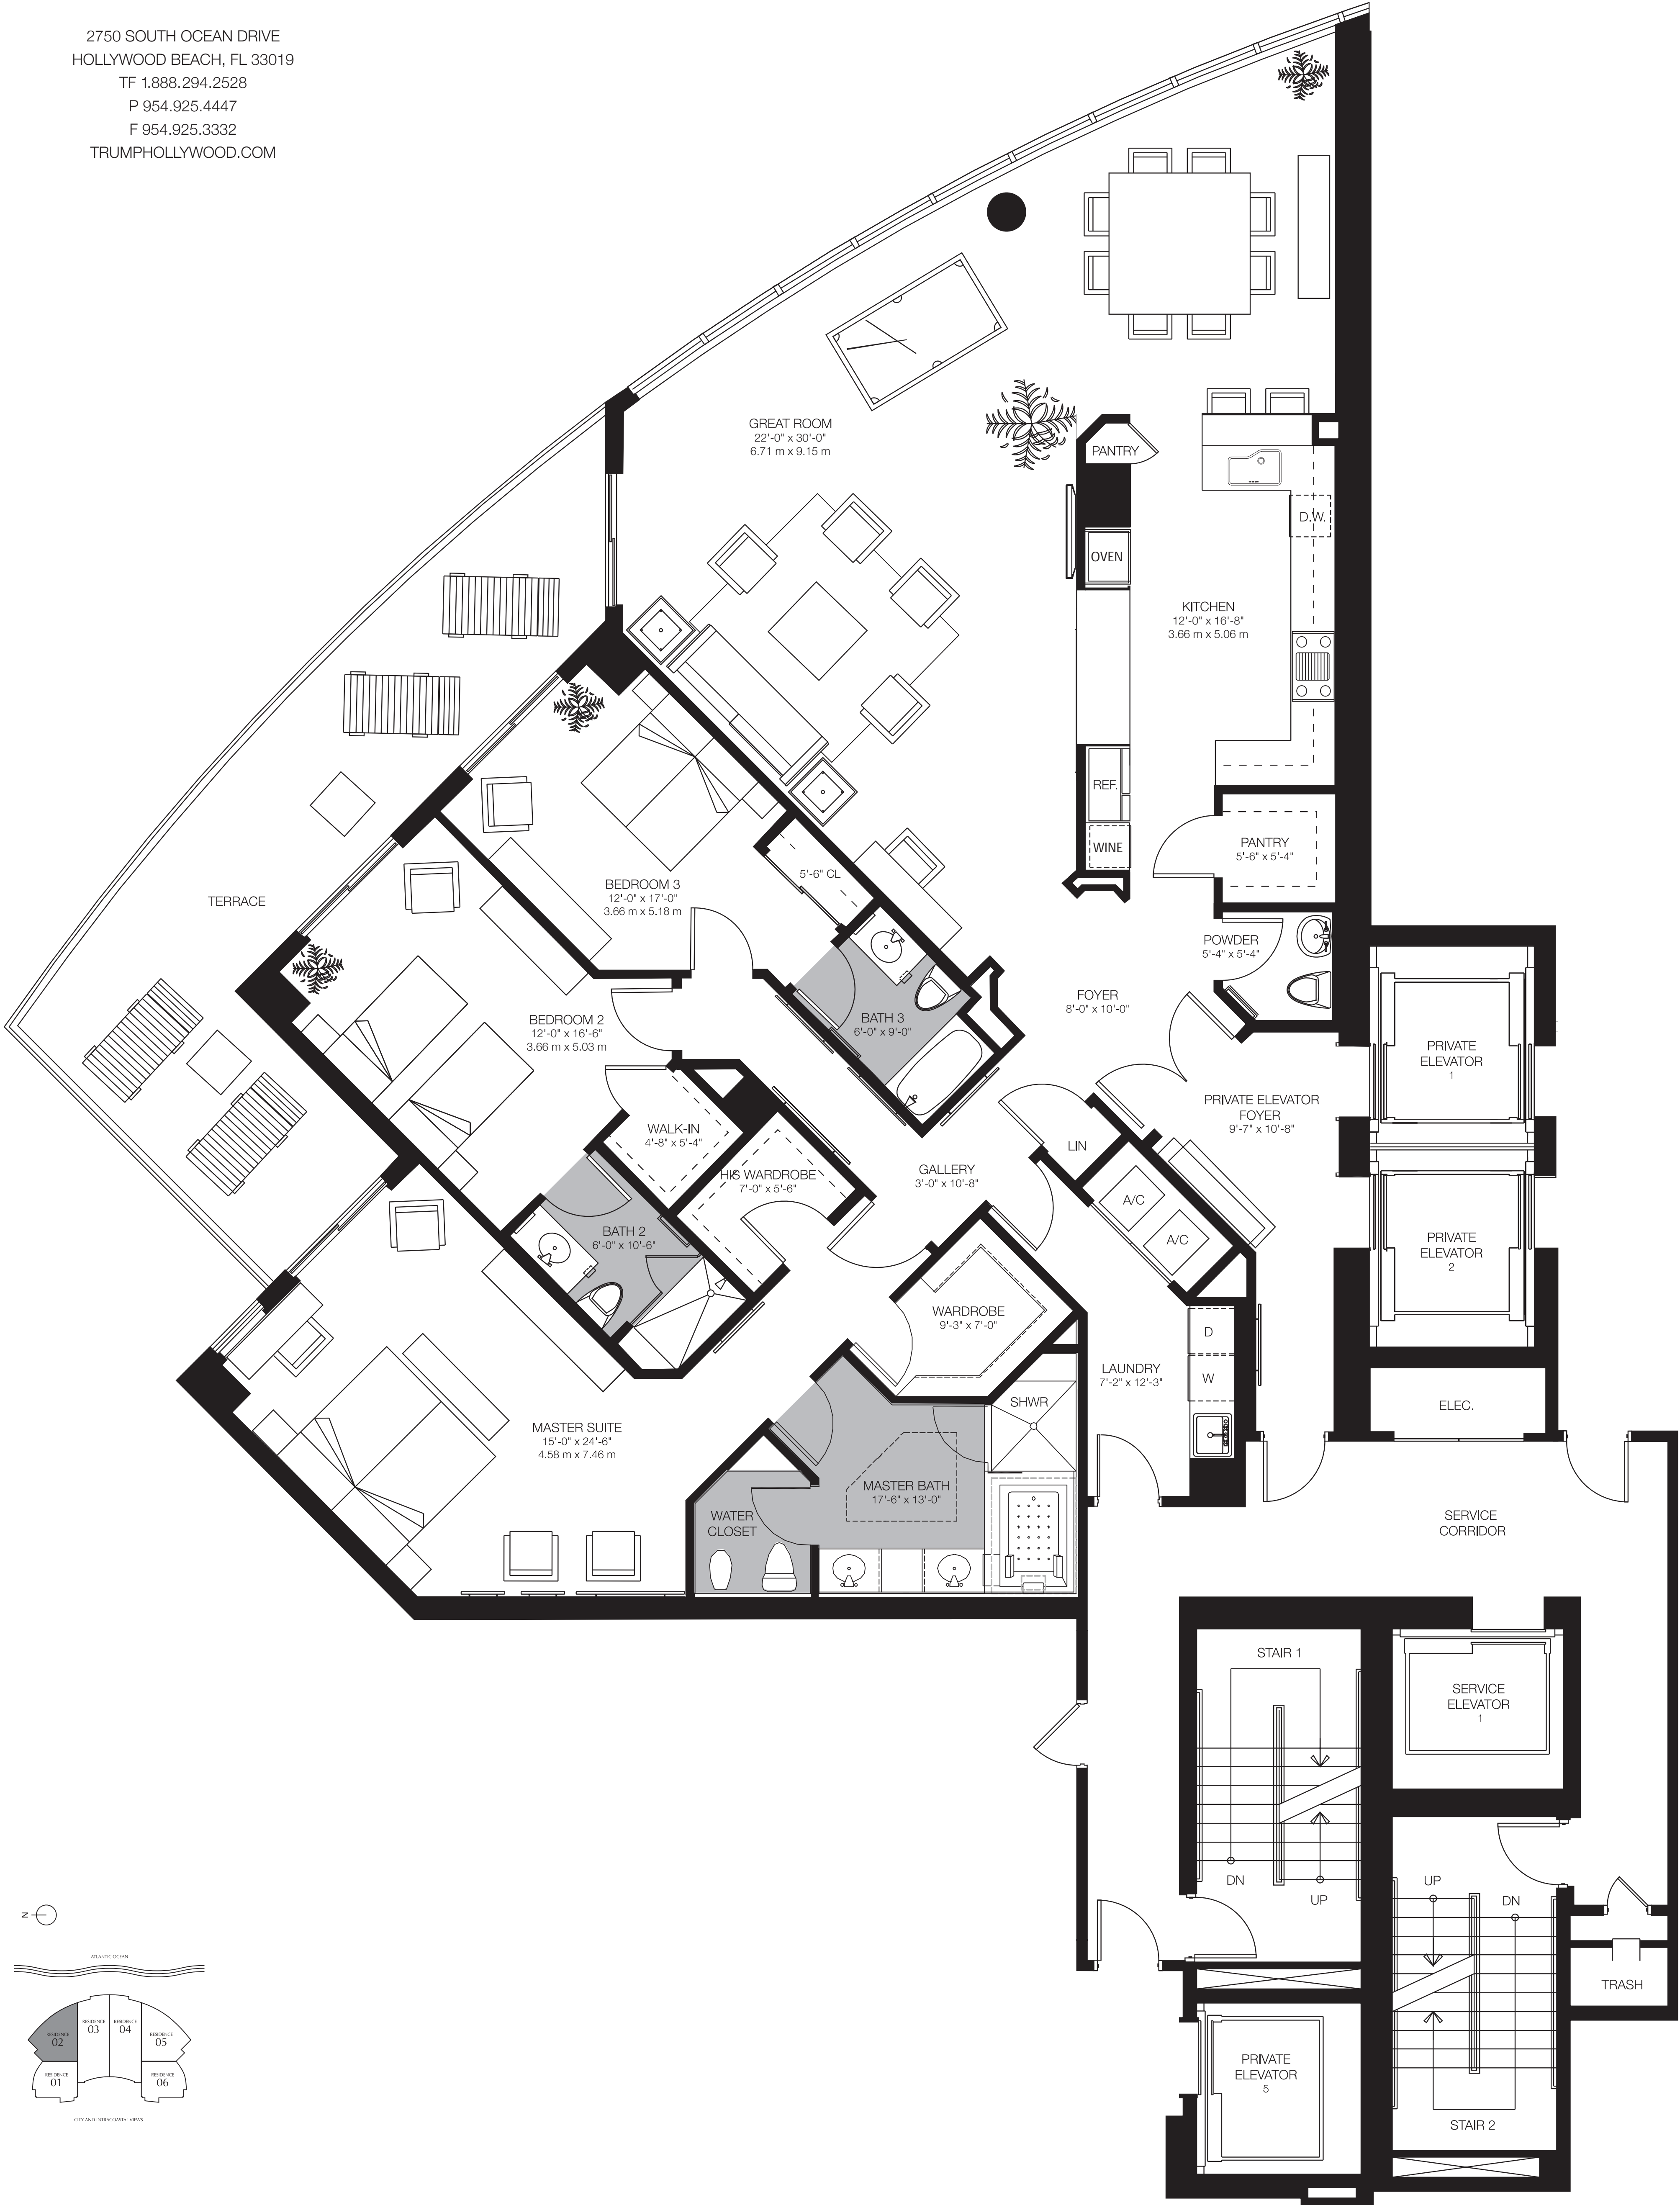 2750 SOUTH OCEAN DRIVE
HOLLYWOOD BEACH, FL 33019
TF 1.888.294.2528
P 954.925.4447
F 954.925.3332
TRUMPHOLLYWOOD.COM
GREAT ROOM
22'-0" x 30'-0"
6.71 m x 9.15 m
PANTRY
OVEN
D.W.
KITCHEN
12'-0" x 16'-8"
3.66 m x 5.06 m
REF.
WINE
PANTRY
5'-6" x 5'-4"
5'-6" CL
BEDROOM 3
12'-0" x 17'-0"
3.66 m x 5.18 m
TERRACE
POWDER
5'-4" x 5'-4"
FOYER
8'-0" x 10'-0"
BATH 3
6'-0" x 9'-0"
BEDROOM 2
12'-0" x 16'-6"
3.66 m x 5.03 m
PRIVATE
ELEVATOR
1
PRIVATE ELEVATOR
FOYER
9'-7" x 10'-8"
WALK-IN
4'-8" x 5'-4"
LIN
HIS WARDROBE
7'-0" x 5'-6"
GALLERY
3'-0" x 10'-8"
A/C
A/C
BATH 2
6'-0" x 10'-6"
PRIVATE
ELEVATOR
2
WARDROBE
9'-3" x 7'-0"
D
W
LAUNDRY
7'-2" x 12'-3"
SHWR
ELEC.
MASTER SUITE
15'-0" x 24'-6"
4.58 m x 7.46 m
MASTER BATH
17'-6" x 13'-0"
WATER
CLOSET
SERVICE
CORRIDOR
STAIR 1
SERVICE
ELEVATOR
1
DN
UP
UP
DN
TRASH
PRIVATE
ELEVATOR
5
STAIR 2
N
ATLANTIC OCEAN
RESIDENCE
02
RESIDENCE
03
RESIDENCE
04
RESIDENCE
05
RESIDENCE
01
RESIDENCE
06
CITY AND INTRACOASTAL VIEWS